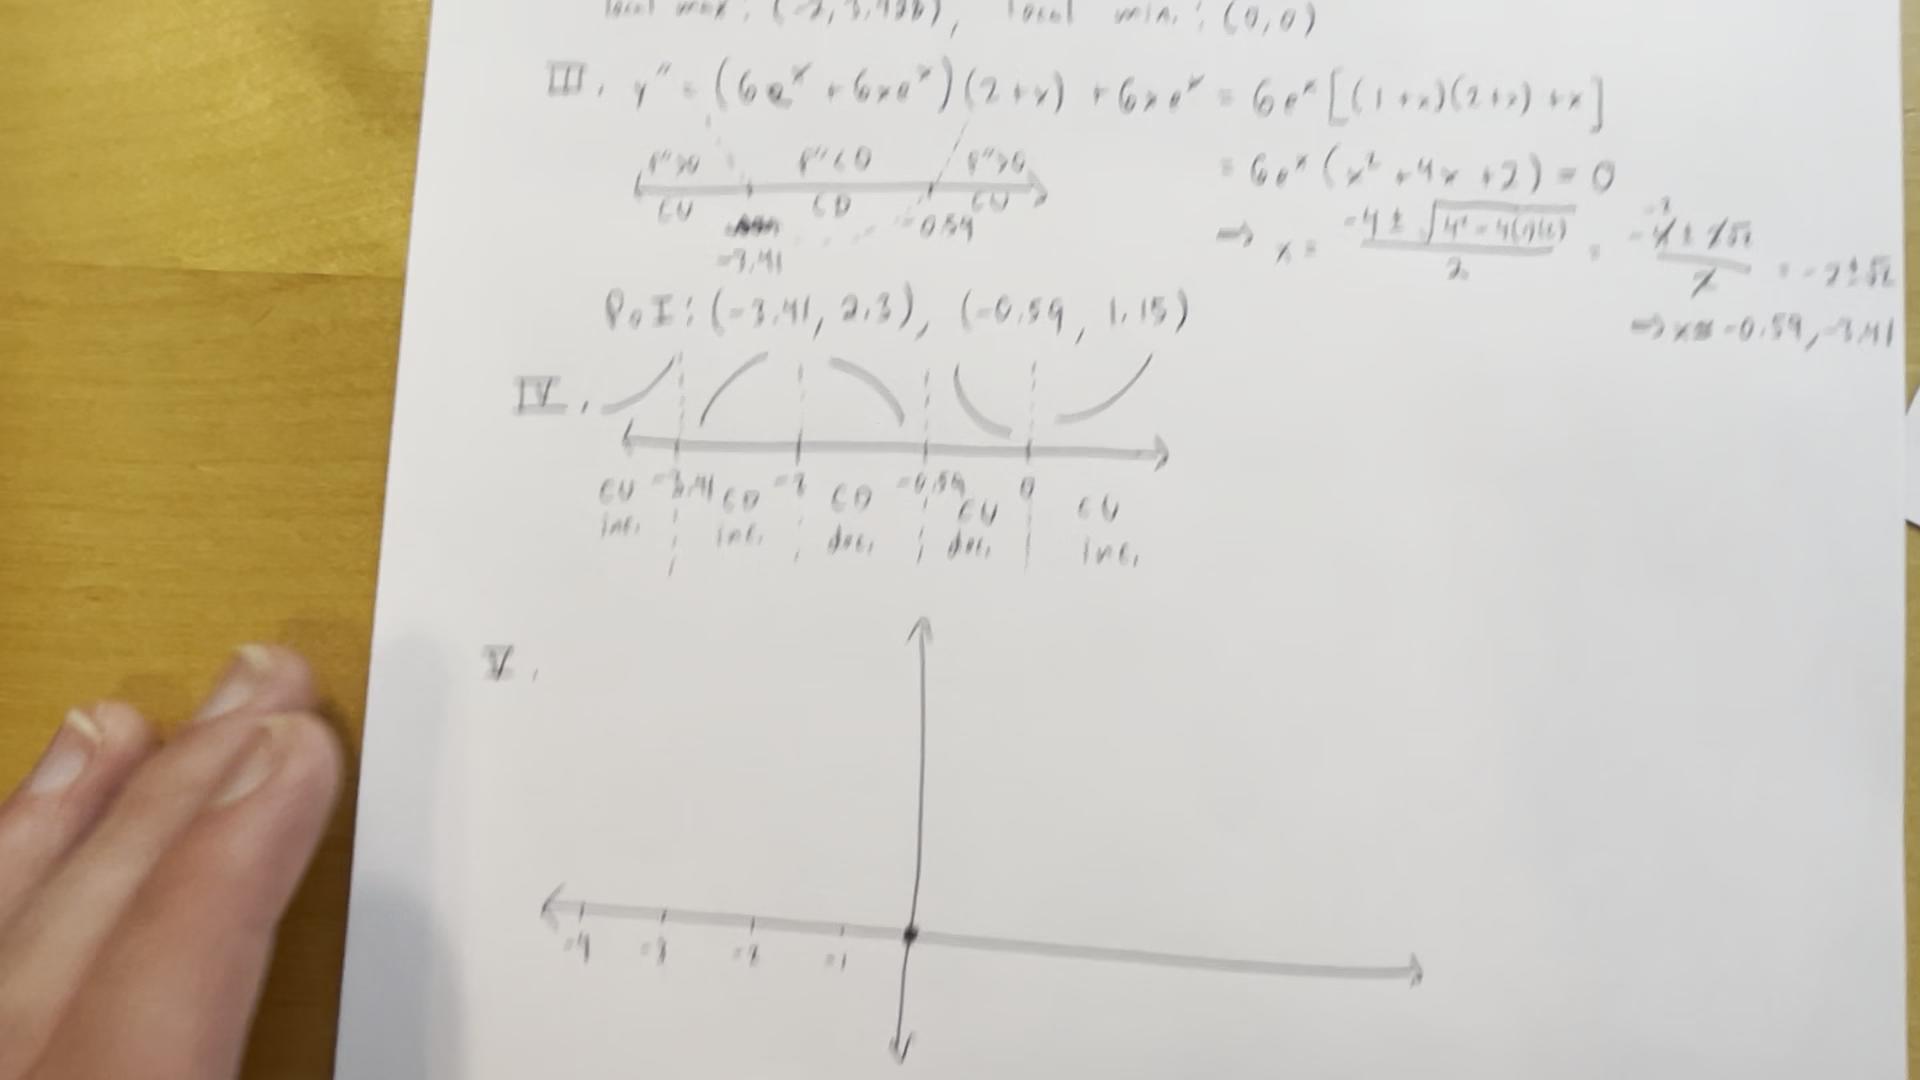 local max: (-2, 3.248), local min.: (0,0)
III. y'' = (6e^x + 6xe^x)(2+x) + 6xe^x = 6e^x[(1+x)(2+x)+x]
= 6e^x(x²+4x+2) = 0
f''>0 f''<0 f''>0
CU CD CU
-3.41 -0.59
⇒ x = (-4 ± √(4²-4(1)(2)))/2 = = -2±√2
⇒ x≈ -0.59, -3.41
PoI: (-3.41, 2.3), (-0.59, 1.15)
IV.
-3.41 -2 -0.59 0
CU CD CD CU CU
inc. inc. dec. dec. inc.
V.
-4 -3 -2 -1